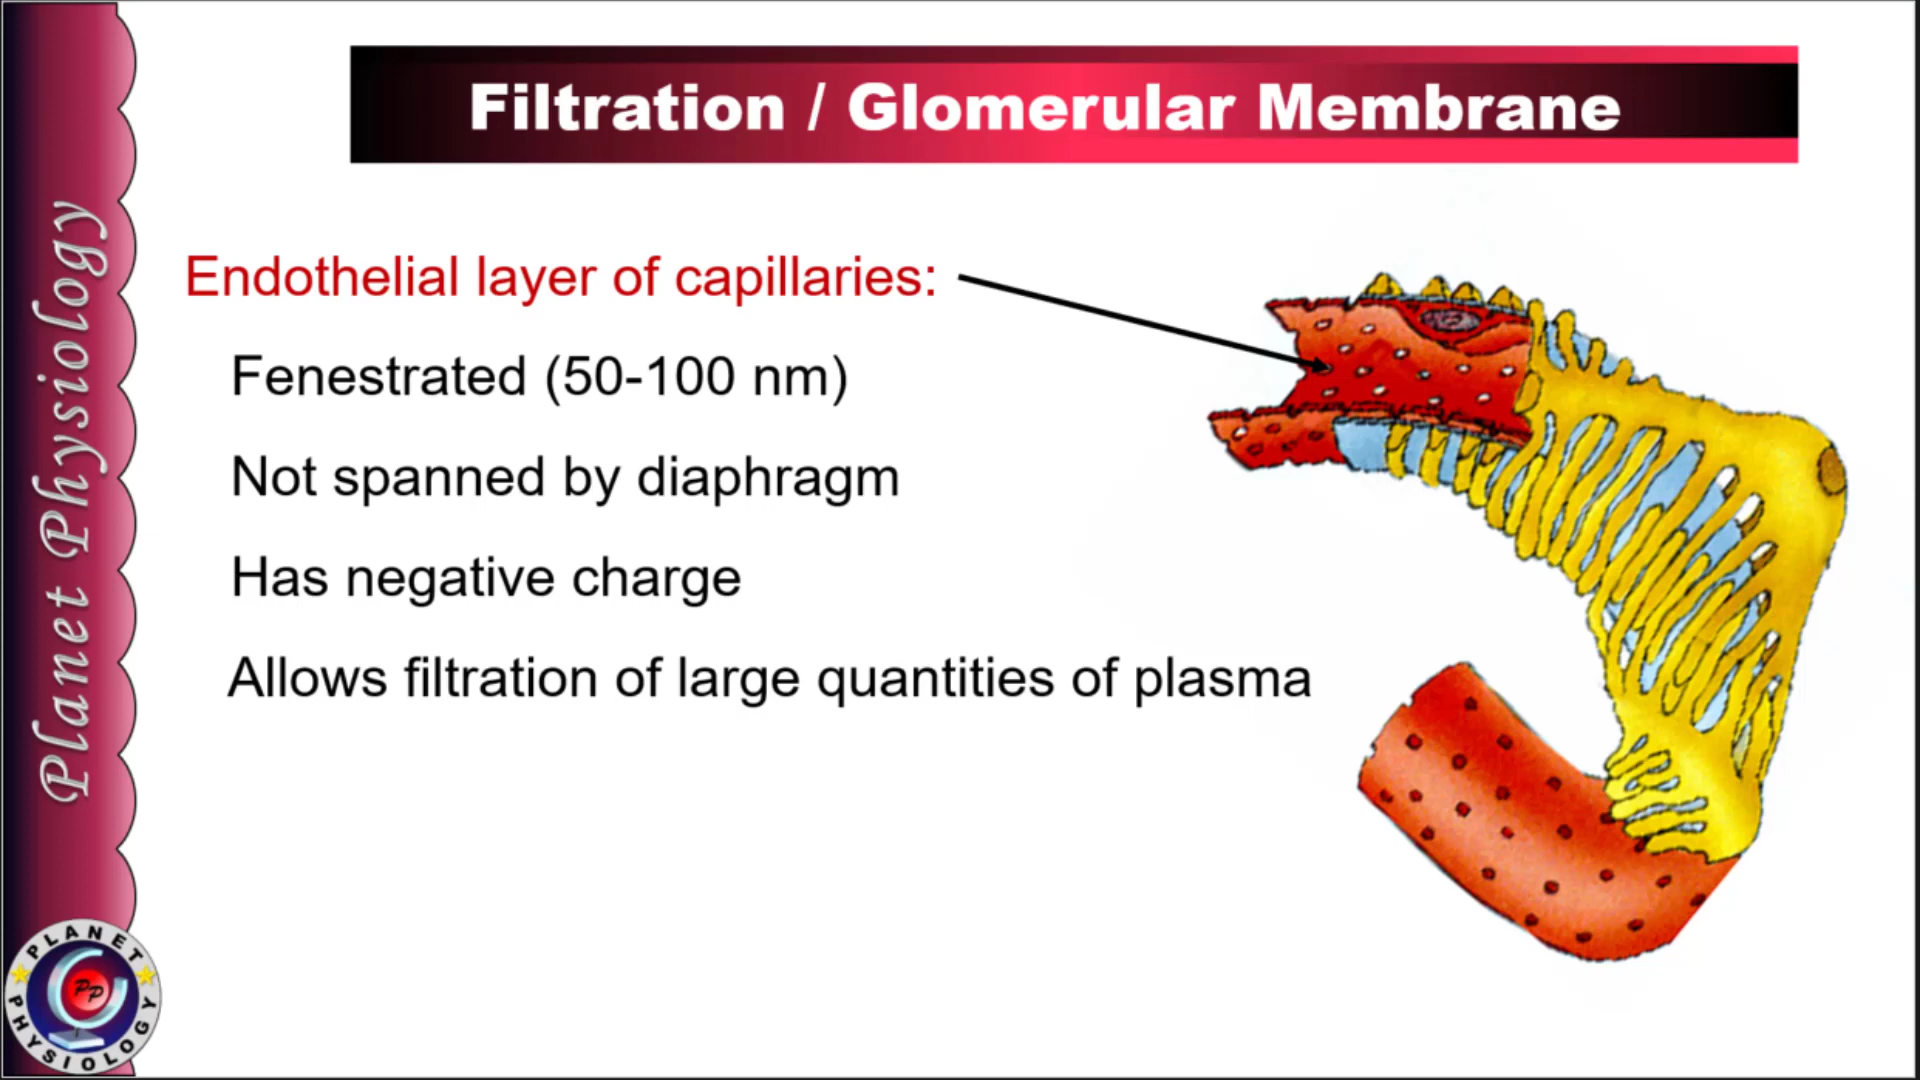 Filtration / Glomerular Membrane
Endothelial layer of capillaries:
Fenestrated (50-100 nm)
Not spanned by diaphragm
Has negative charge
Allows filtration of large quantities of plasma
Planet Physiology
PLANET PHYSIOLOGY
PP